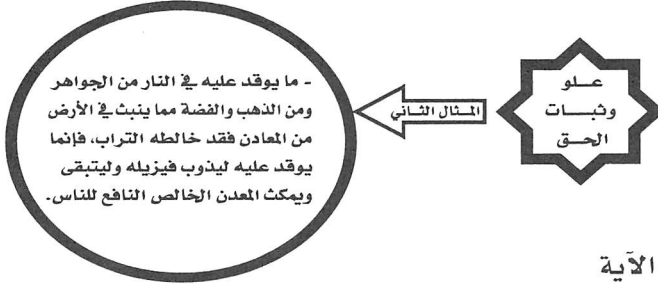 علو
وثبات
الحق
المثال الثاني
- ما يوقد عليه في النار من الجواهر
ومن الذهب والفضة مما ينبث في الأرض
من المعادن فقد خالطه التراب، فإنما
يوقد عليه ليذوب فيزيله وليتبقى
ويمكث المعدن الخالص النافع للناس.
الآية